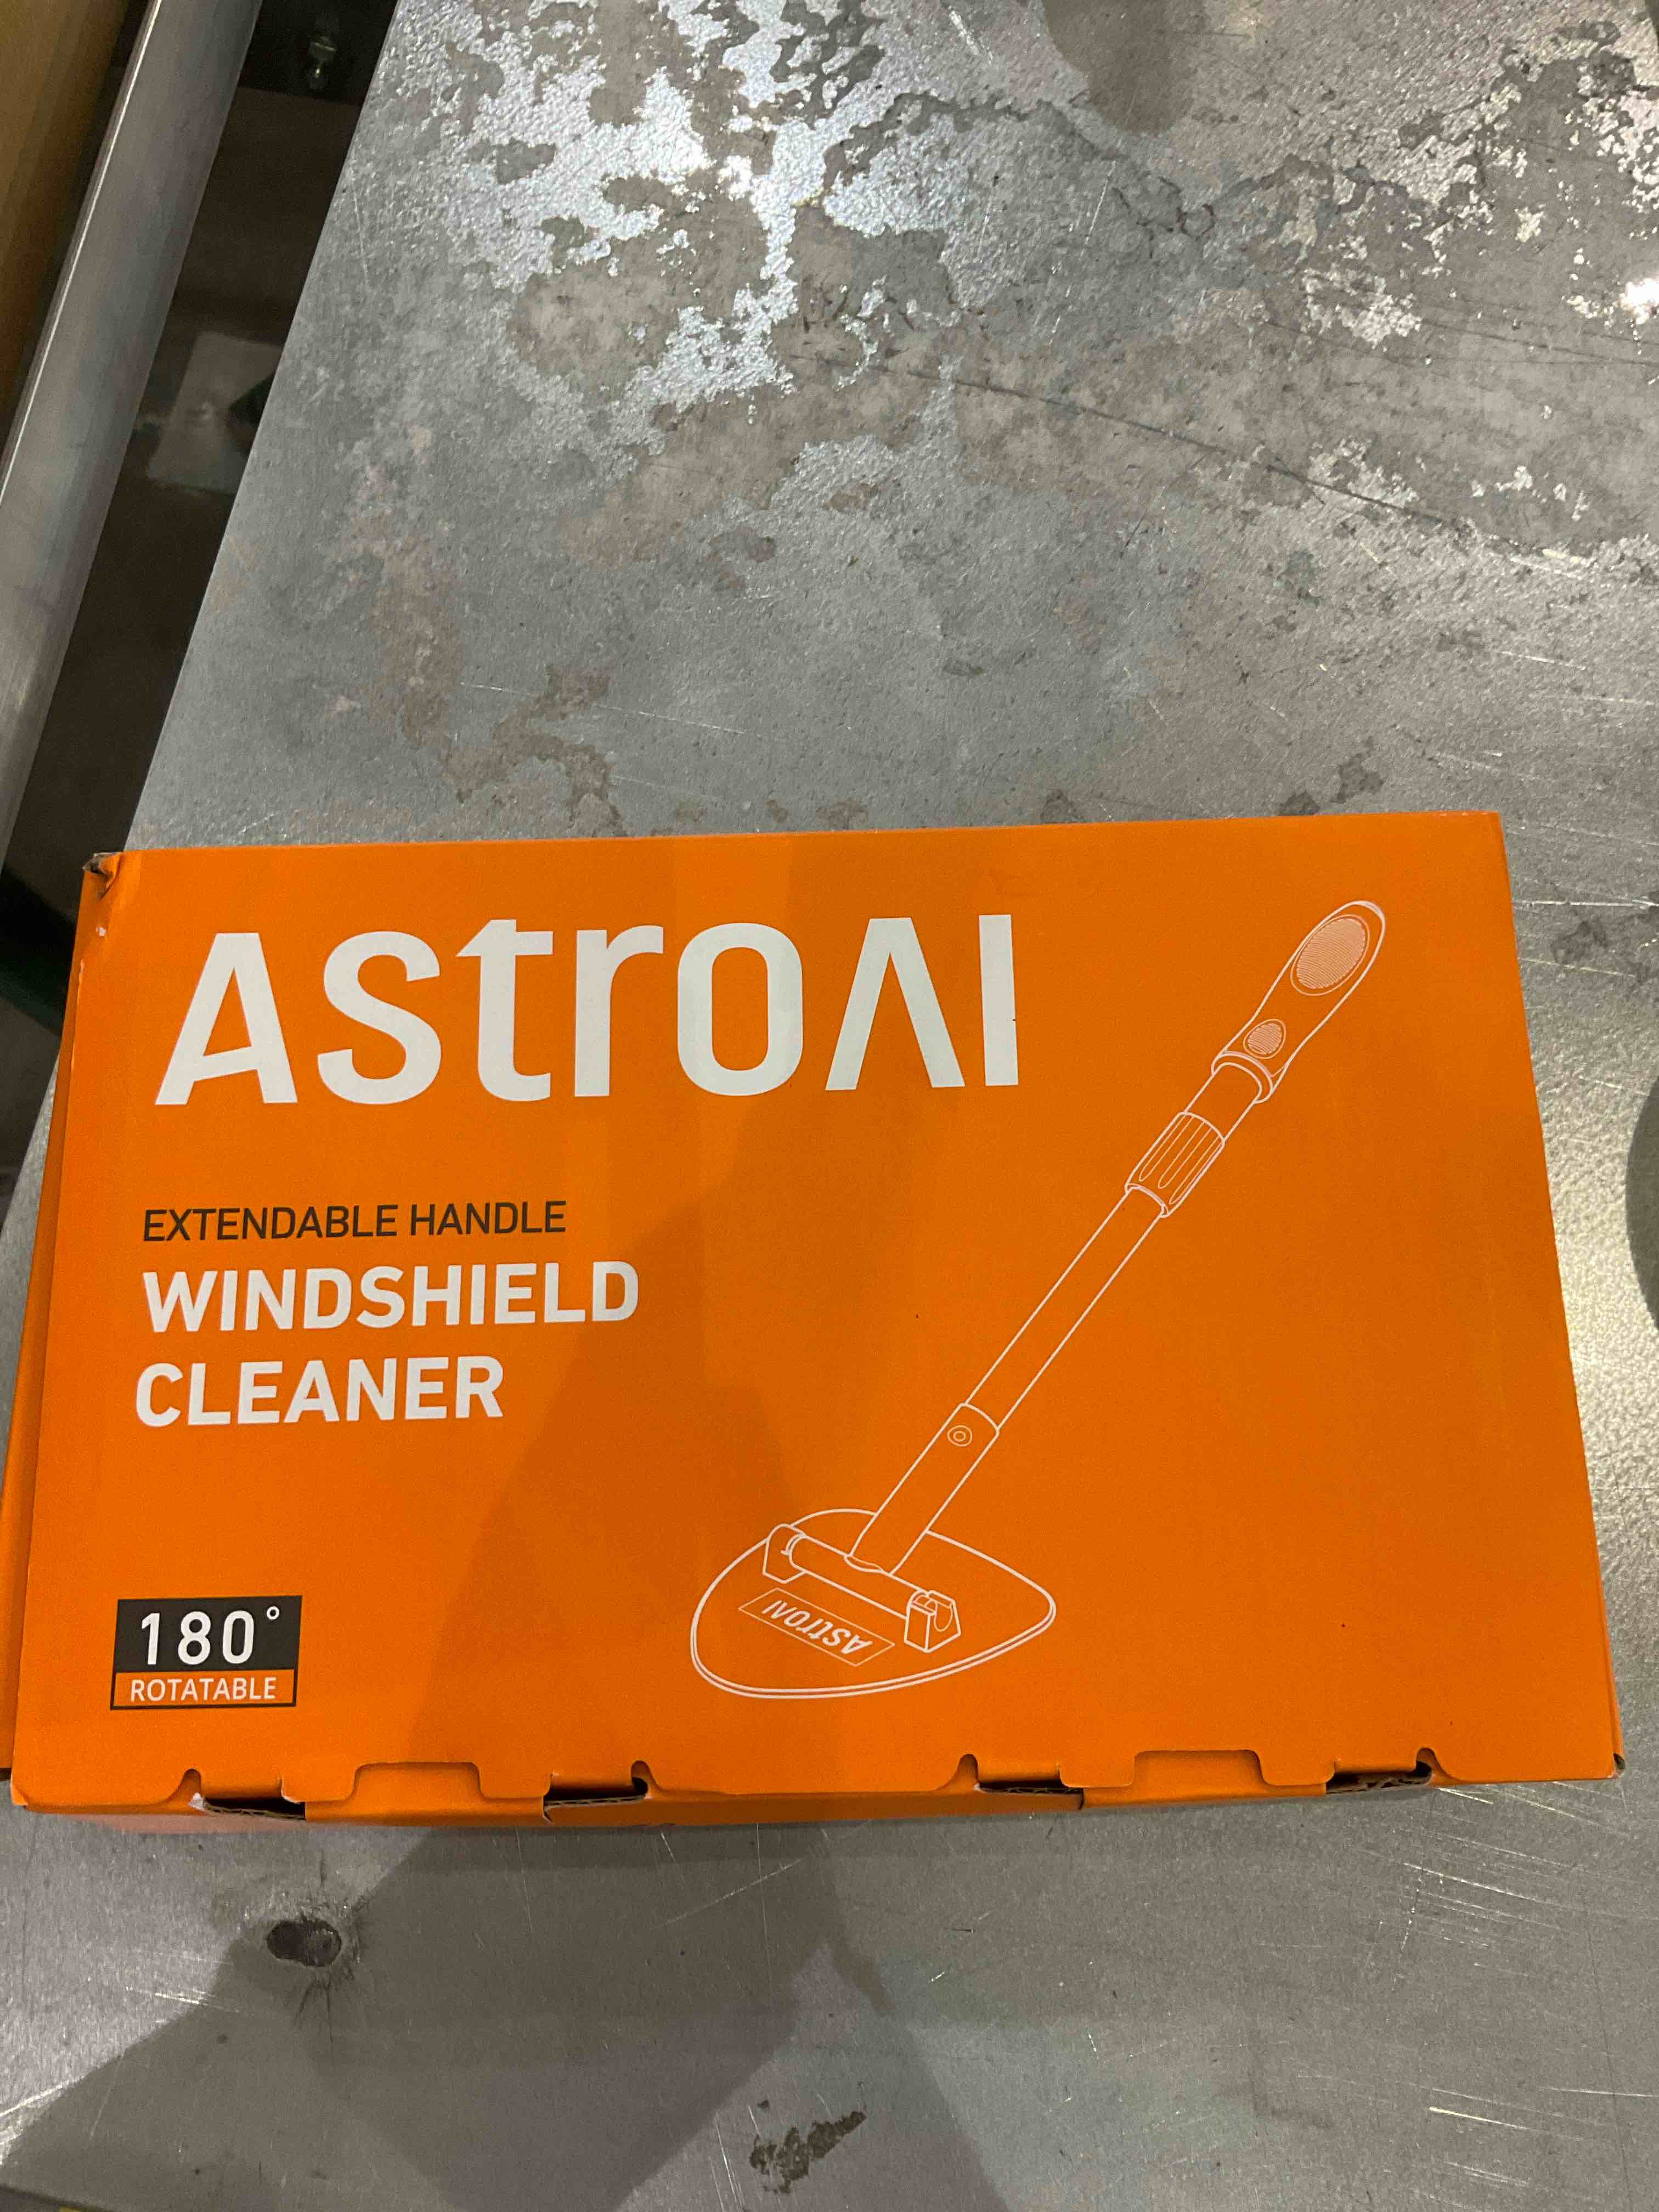 AstroAI
EXTENDABLE HANDLE
WINDSHIELD
CLEANER
180°
ROTATABLE
AstroAI